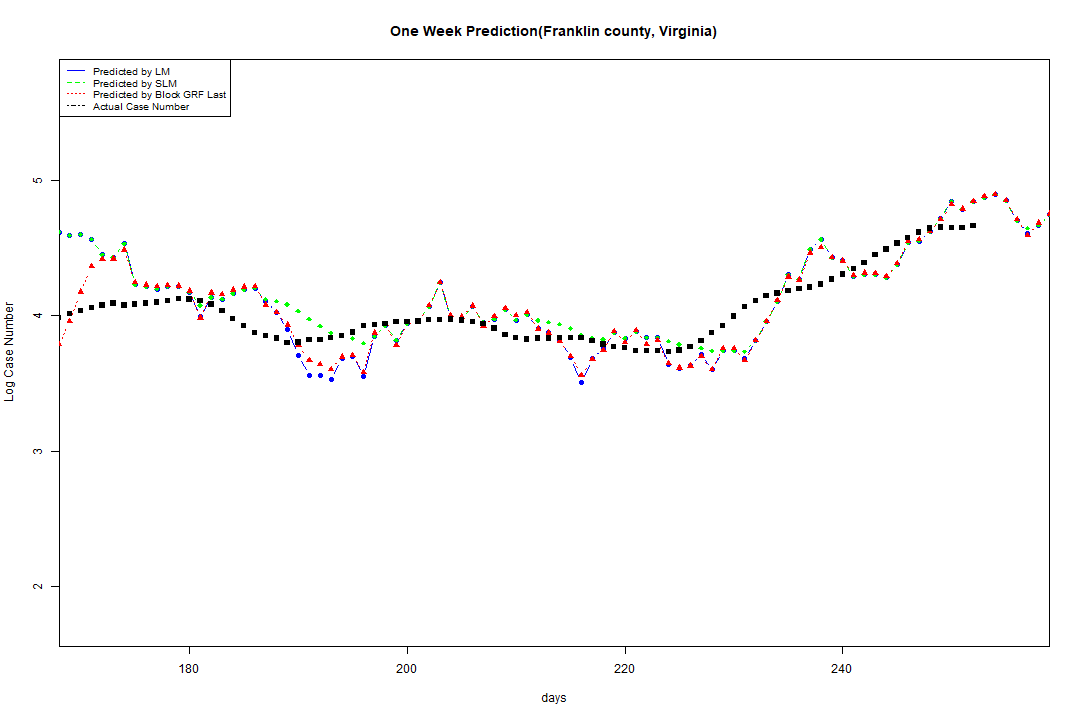 One Week Prediction(Franklin county, Virginia)
Predicted by LM
Predicted by SLM
Predicted by Block GRF Last
Actual Case Number
5
4
3
2
Log Case Number
180
200
220
240
days